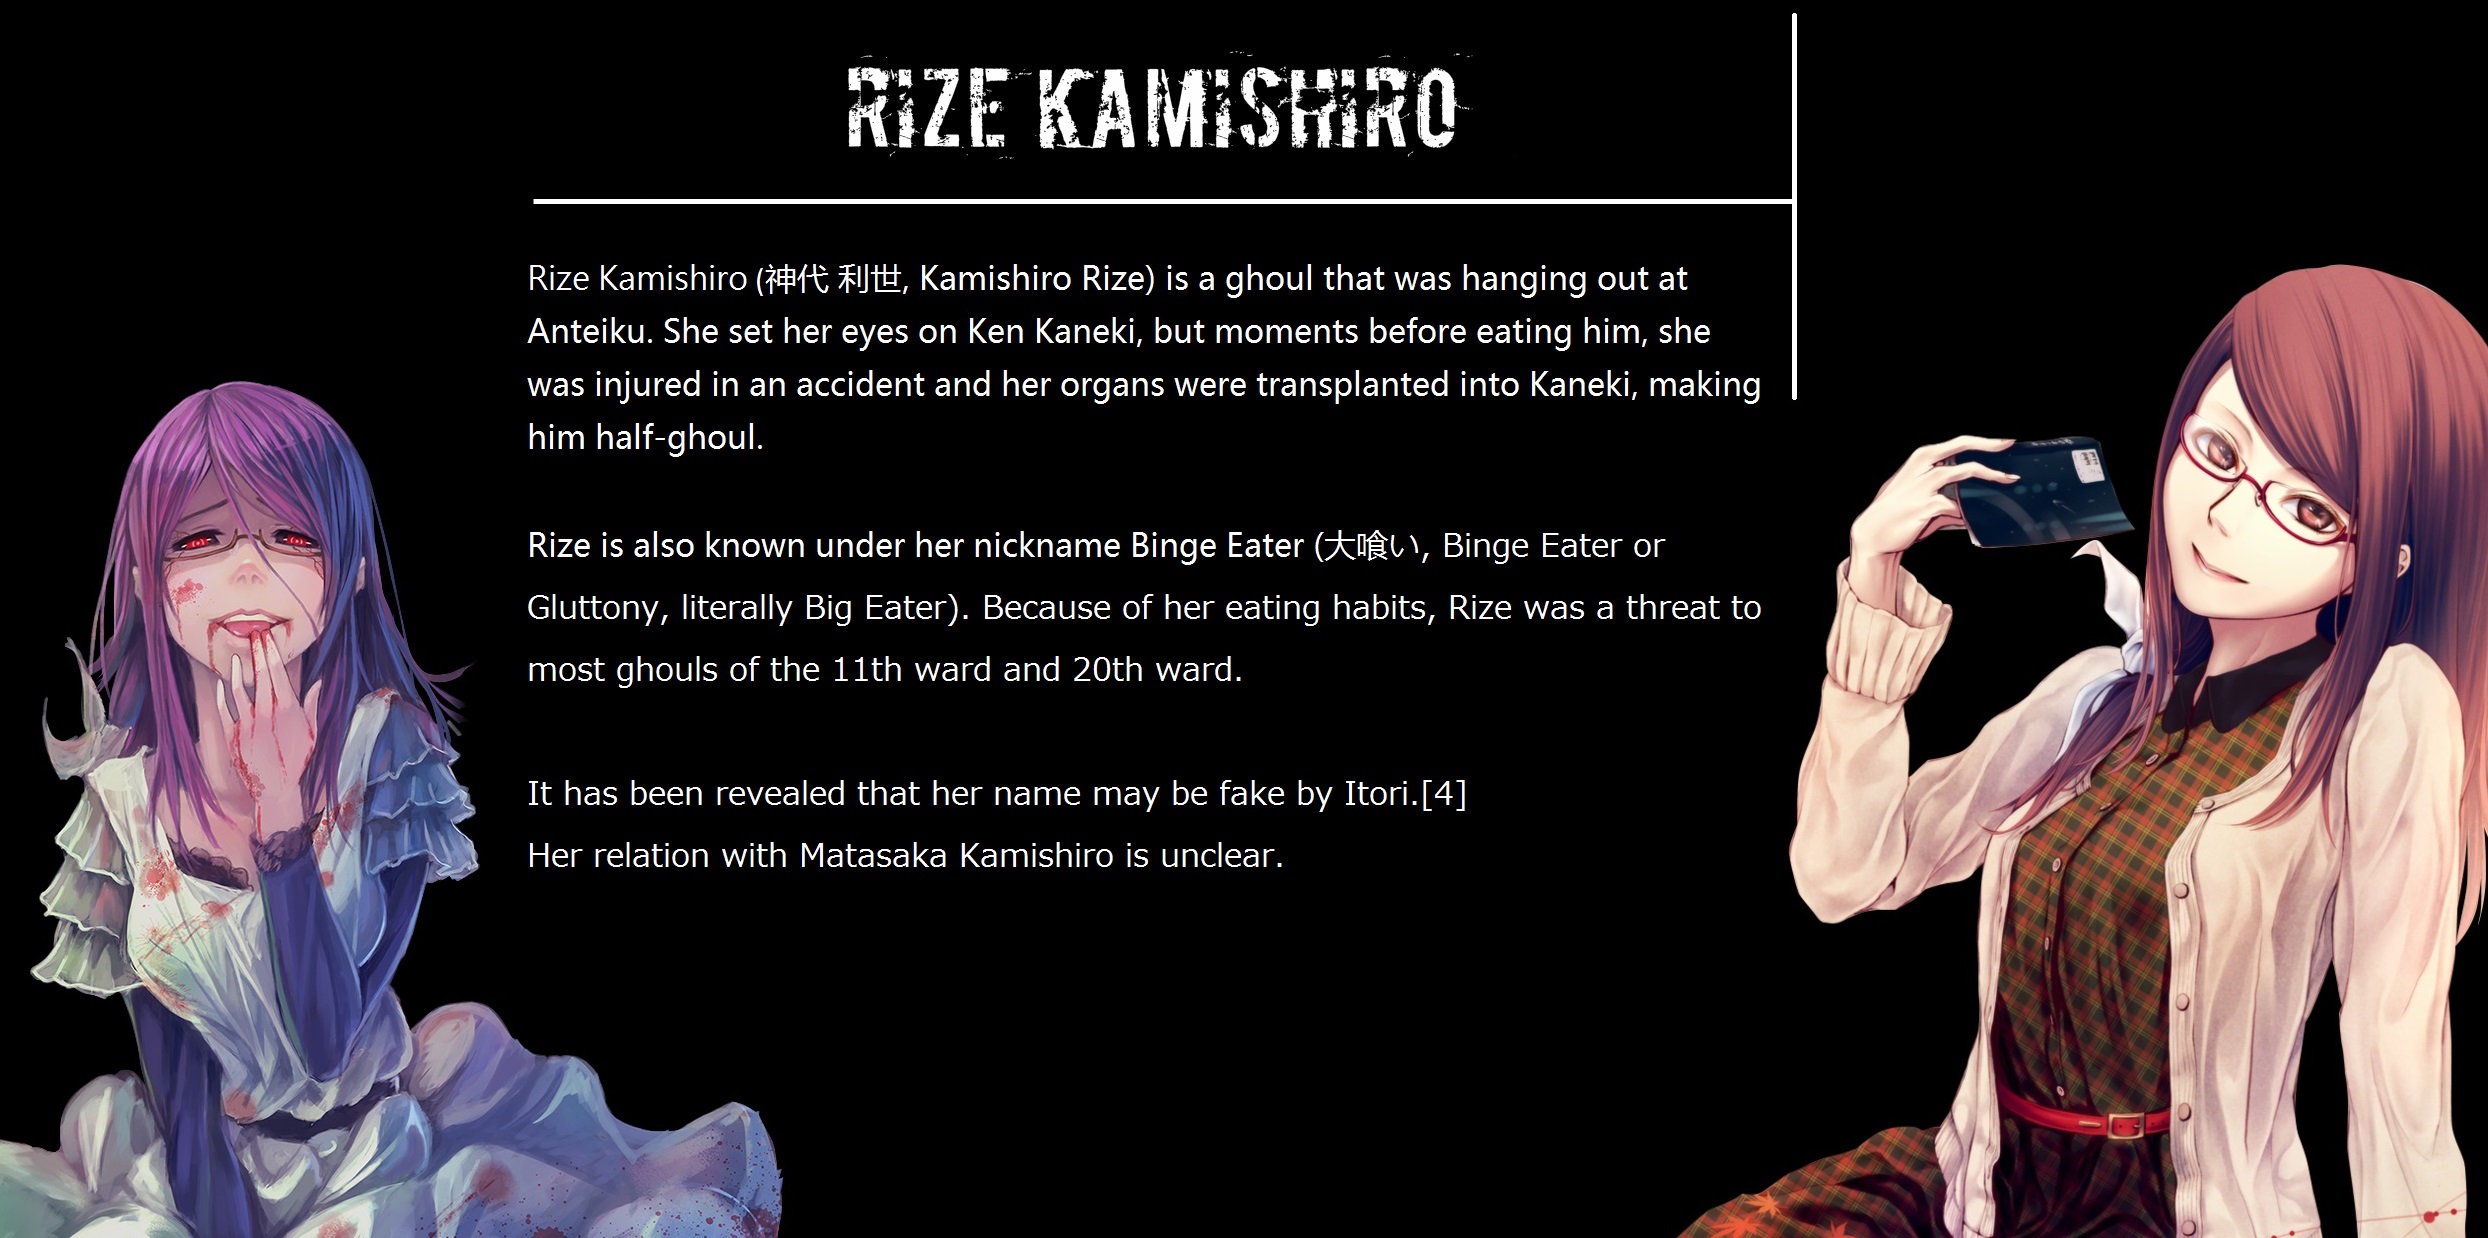 RIZE KAMISHIRO
Rize Kamishiro (神代 利世, Kamishiro Rize) is a ghoul that was hanging out at
Anteiku. She set her eyes on Ken Kaneki, but moments before eating him, she
was injured in an accident and her organs were transplanted into Kaneki, making
him half-ghoul.
Rize is also known under her nickname Binge Eater (大喰い, Binge Eater or
Gluttony, literally Big Eater). Because of her eating habits, Rize was a threat to
most ghouls of the 11th ward and 20th ward.
It has been revealed that her name may be fake by Itori.[4]
Her relation with Matasaka Kamishiro is unclear.